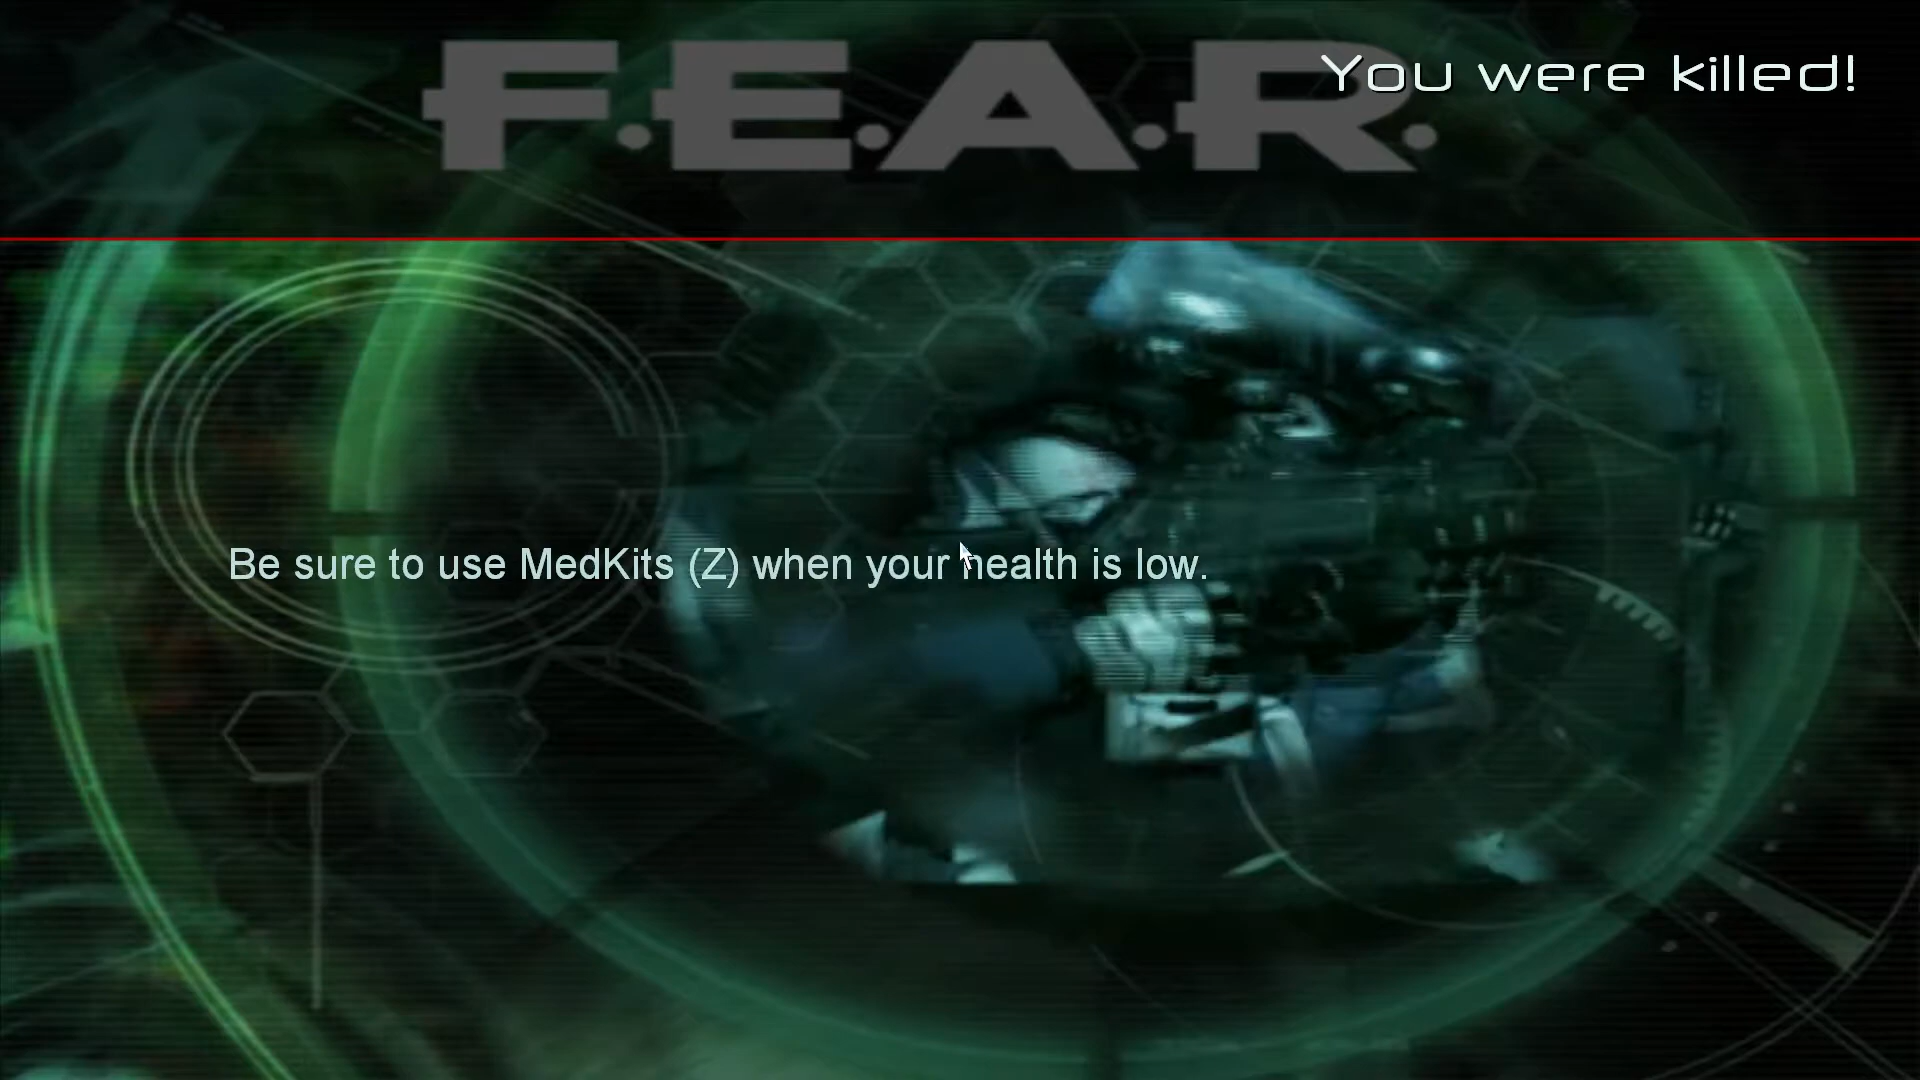 F.E.A.R.
You were killed!
Be sure to use MedKits (Z) when your health is low.